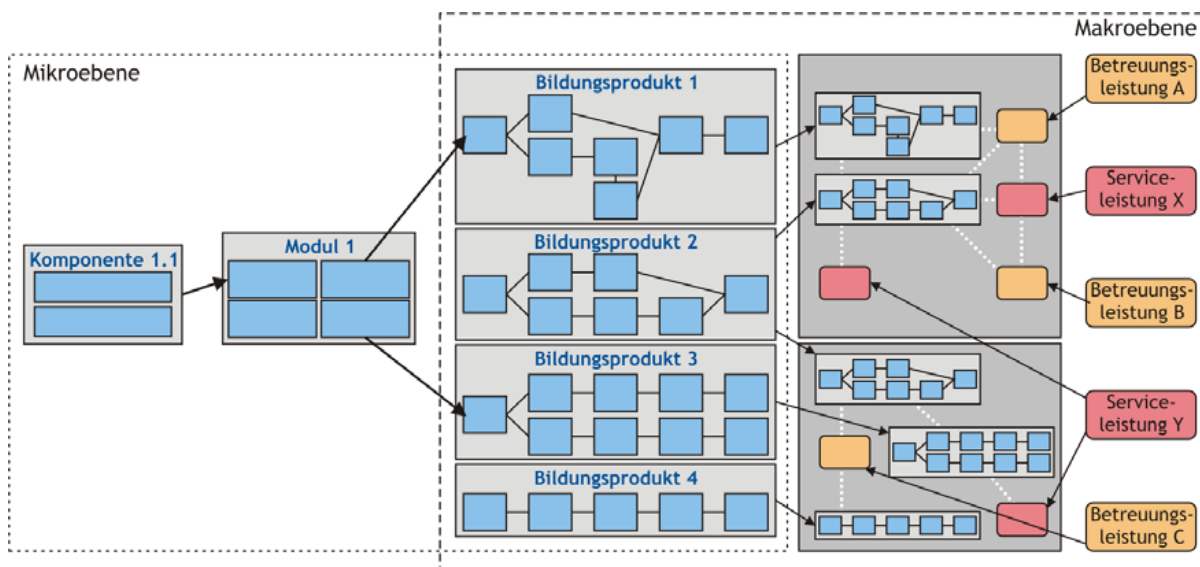 Makroebene
Mikroebene
Komponente 1.1
Modul 1
Bildungsprodukt 1
Bildungsprodukt 2
Bildungsprodukt 3
Bildungsprodukt 4
Betreuungs-
leistung A
Service-
leistung X
Betreuungs-
leistung B
Service-
leistung Y
Betreuungs-
leistung C